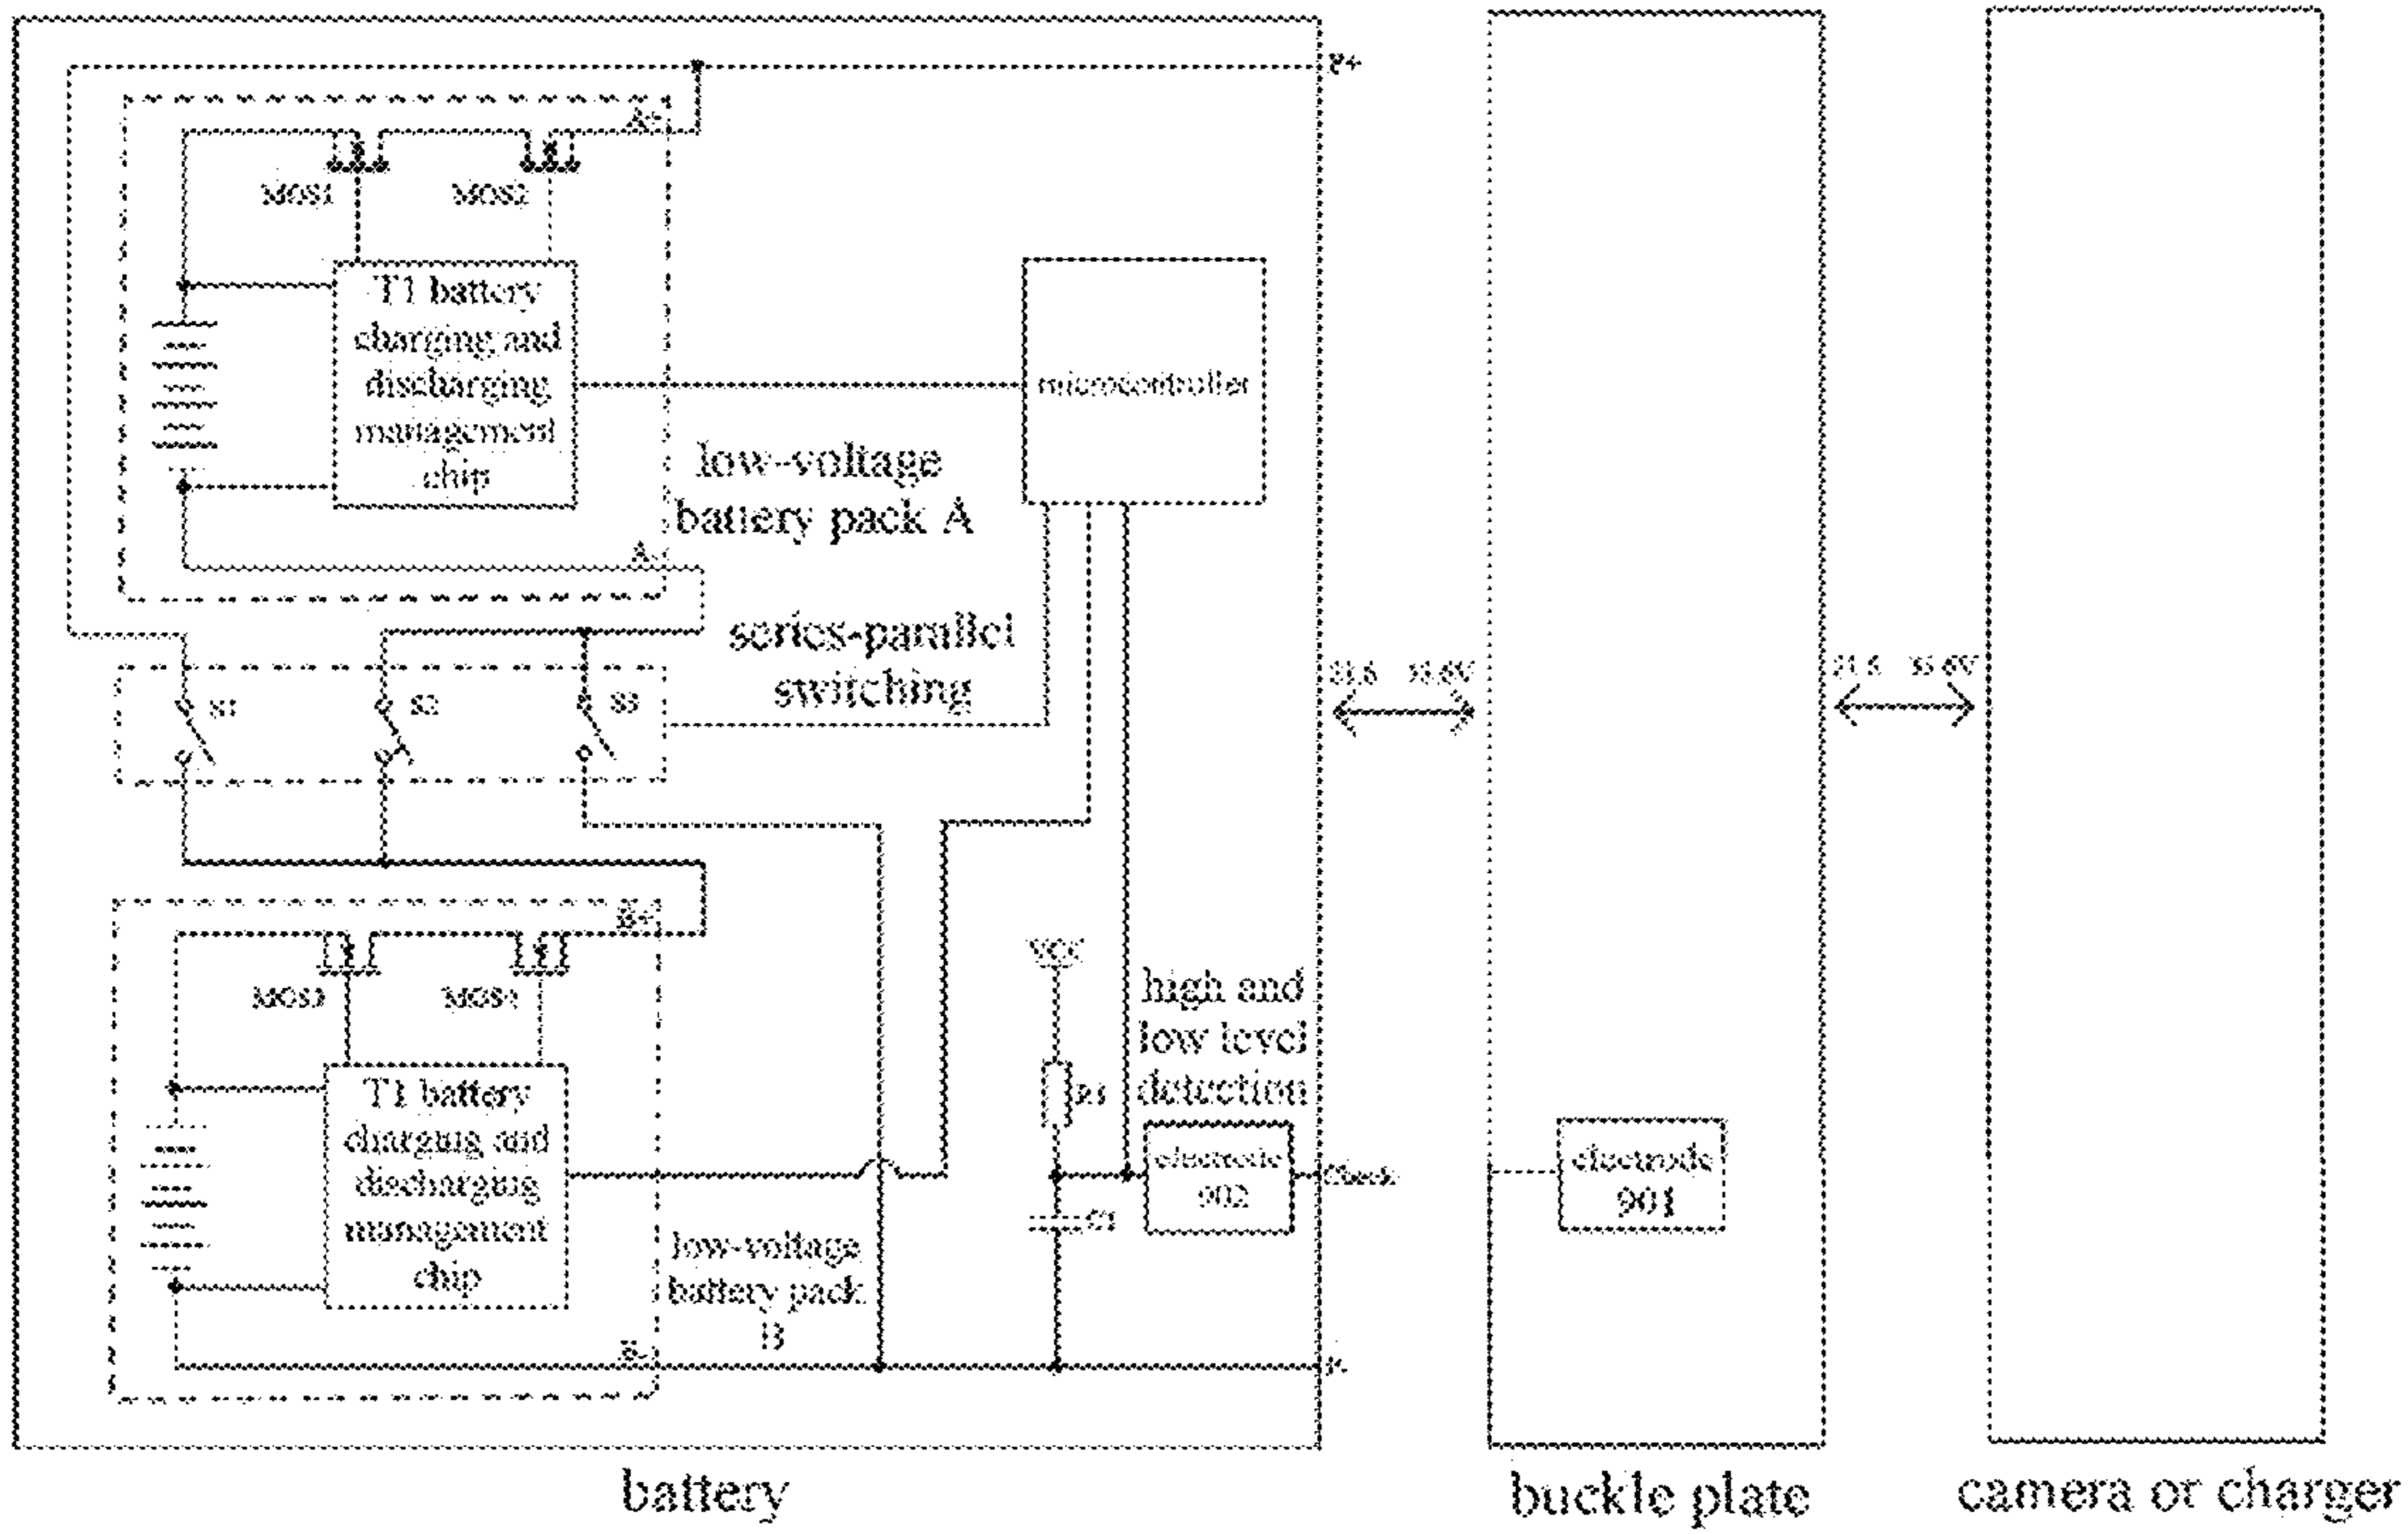 P+
A+
MOS1
MOS2
T1 battery
charging and
discharging
management
chip
microcontroller
low-voltage
battery pack A
A-
series-parallel
switching
S1
S2
S3
B+
MOS3
MOS4
VCC
high and
low level
detection
T1 battery
charging and
discharging
management
chip
electrode
902
electrode
901
low-voltage
battery pack
B
B-
P-
battery
buckle plate
camera or charger